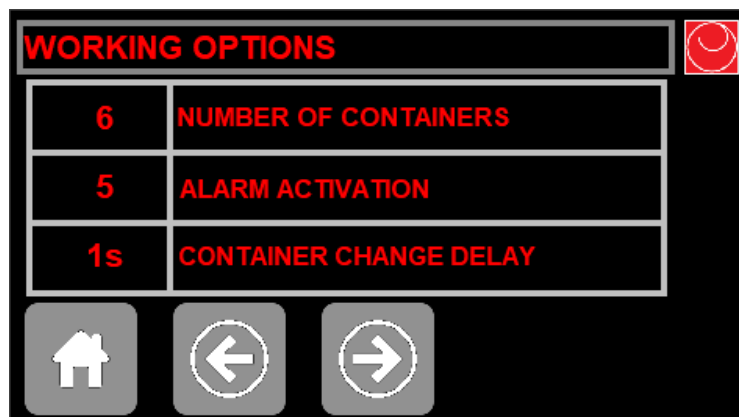 WORKING OPTIONS
6 NUMBER OF CONTAINERS
5 ALARM ACTIVATION
1s CONTAINER CHANGE DELAY